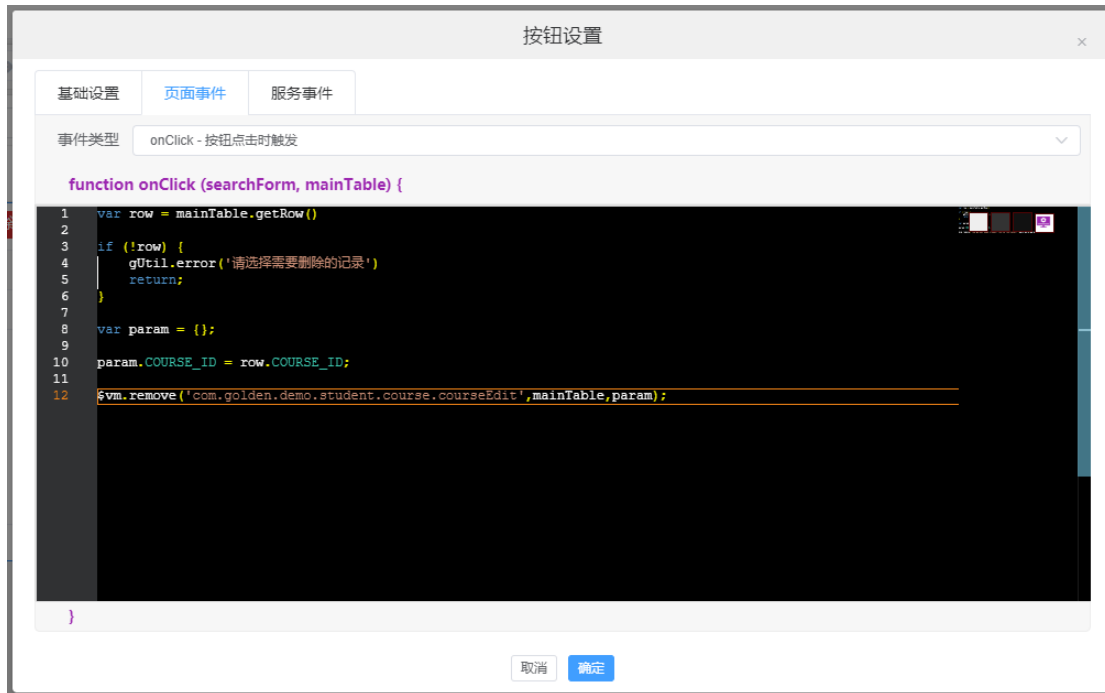 按钮设置
基础设置 页面事件 服务事件
事件类型 onClick - 按钮点击时触发
function onClick (searchForm, mainTable) {
1 var row = mainTable.getRow()
2
3 if (!row) {
4 gUtil.error('请选择需要删除的记录')
5 return;
6 }
7
8 var param = {};
9
10 param.COURSE_ID = row.COURSE_ID;
11
12 $vm.remove('com.golden.demo.student.course.courseEdit',mainTable,param);
}
取消 确定